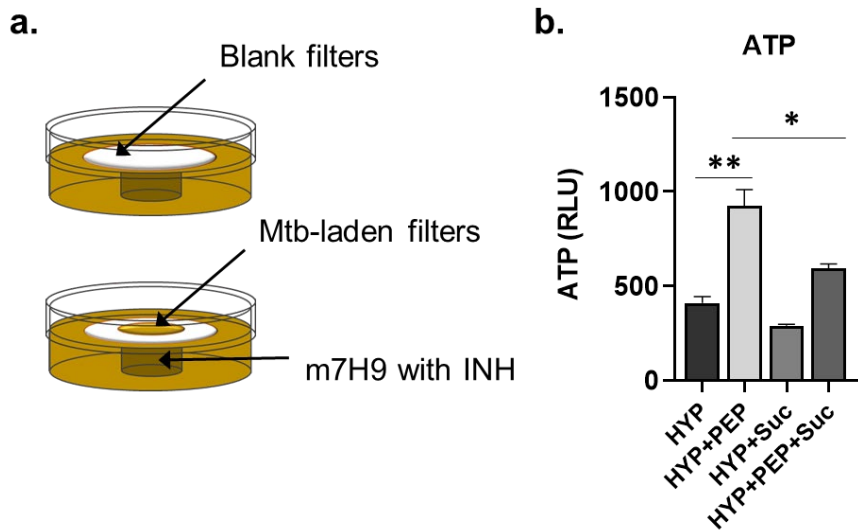 a.
Blank filters
Mtb-laden filters
m7H9 with INH
b.
ATP
ATP (RLU)
1500
1000
500
0
**
*
HYP
HYP+PEP
HYP+Suc
HYP+PEP+Suc